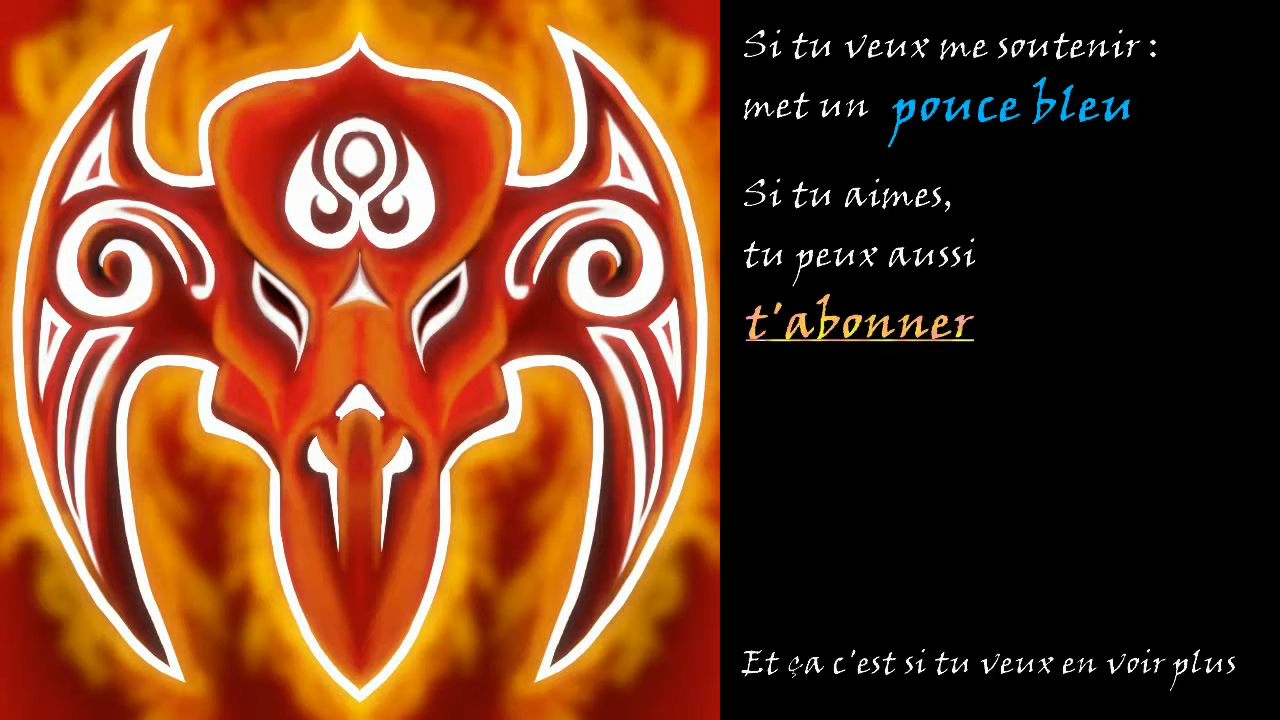 Si tu veux me soutenir :
met un pouce bleu
Si tu aimes,
tu peux aussi
t'abonner
Et ça c'est si tu veux en voir plus